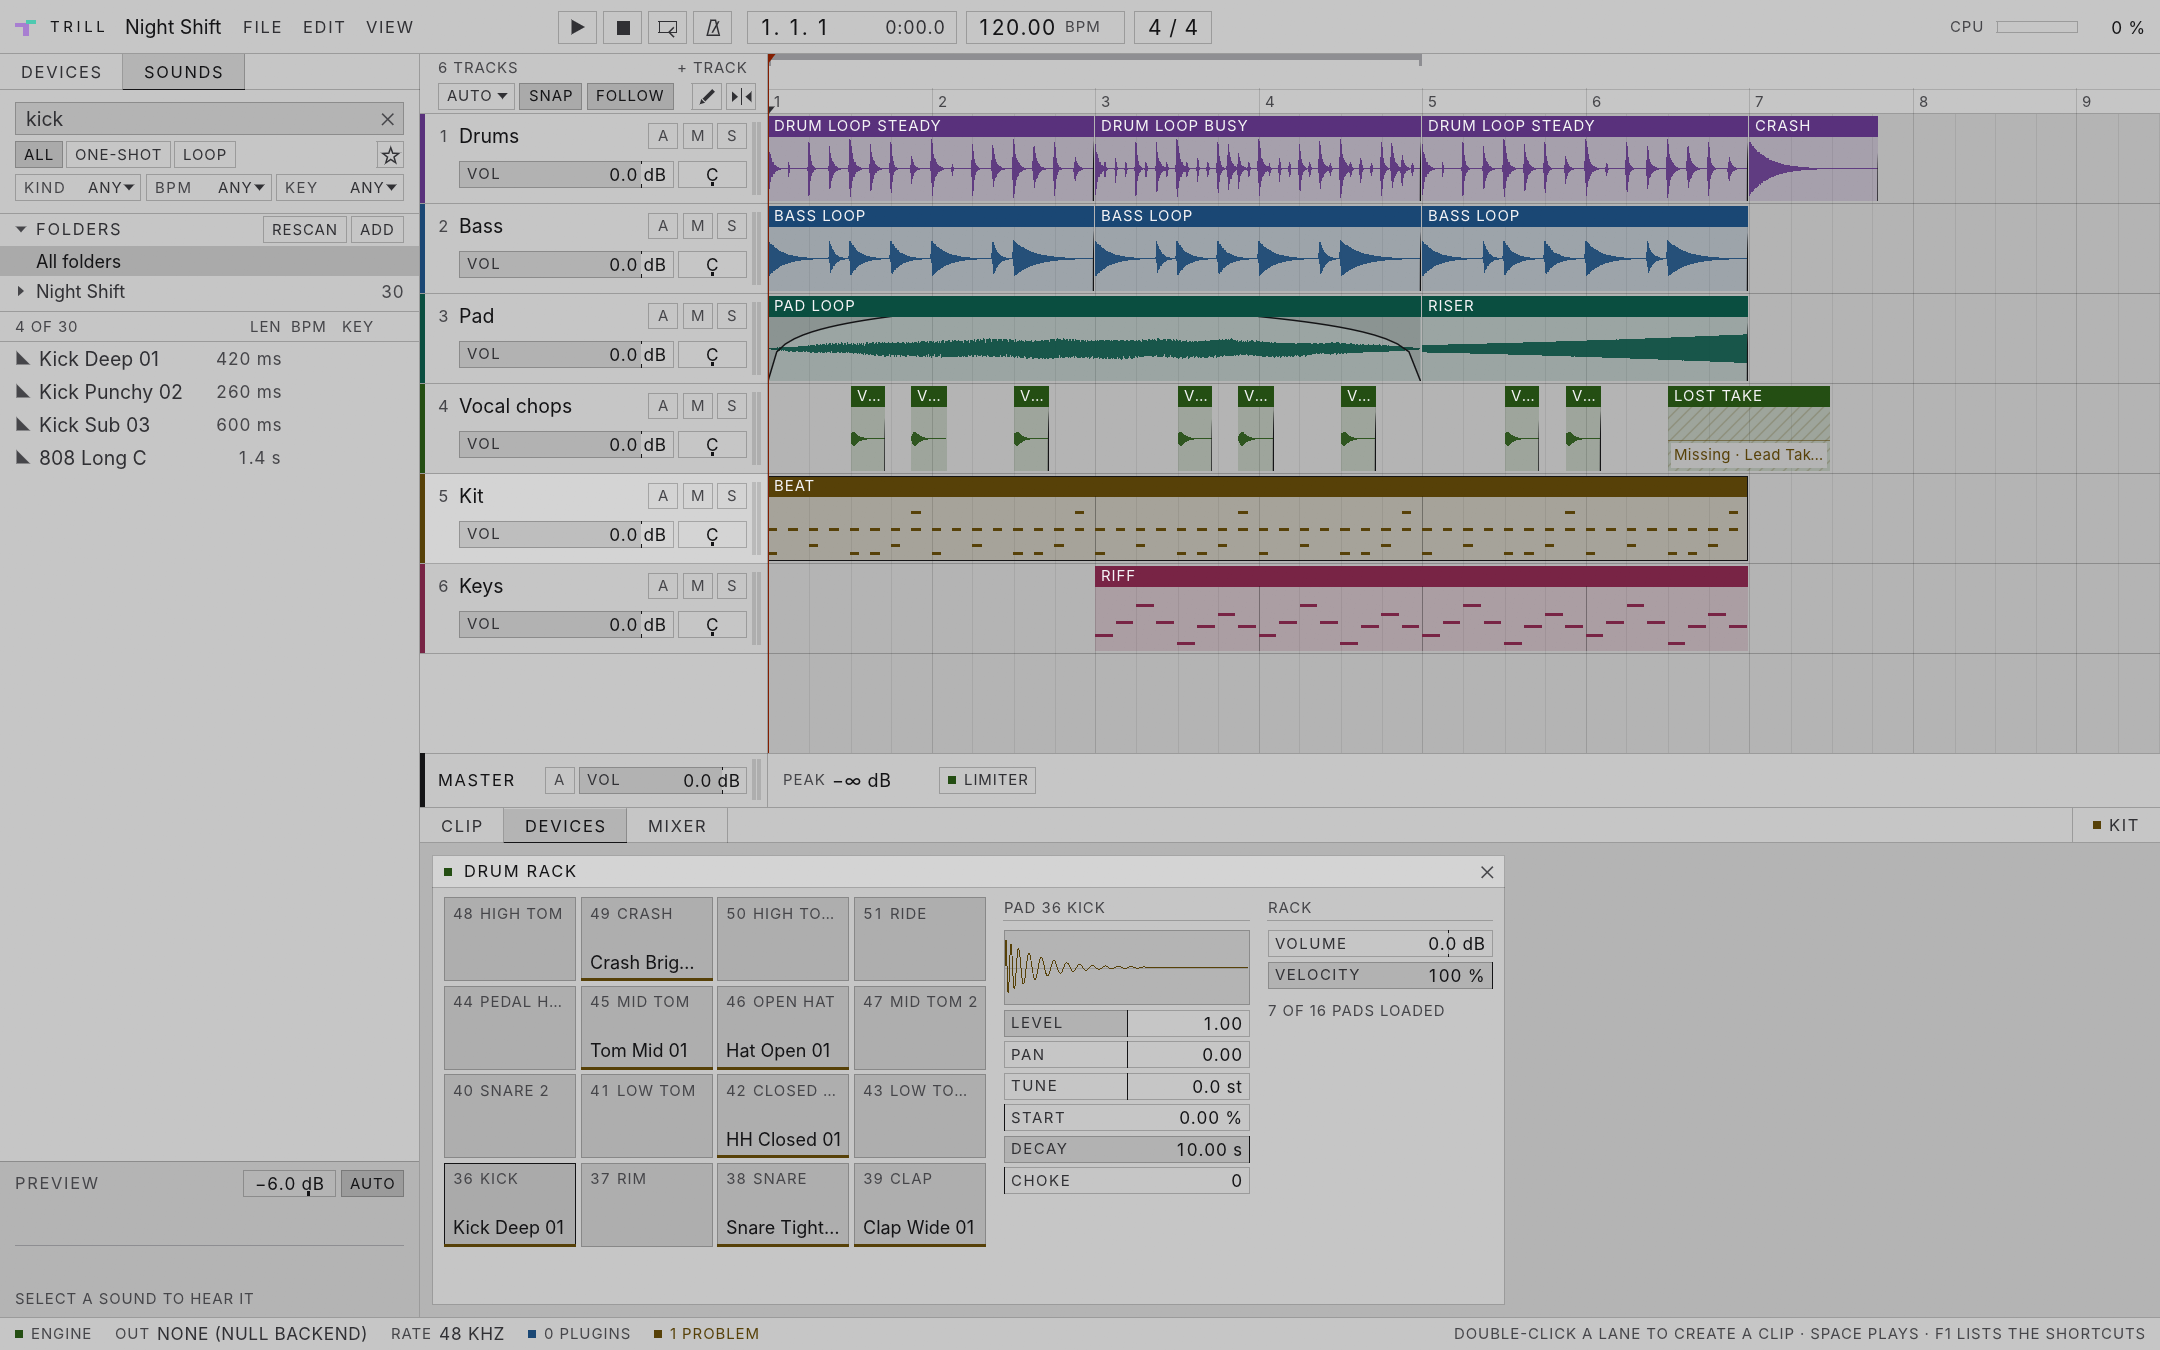 TRILL Night Shift FILE EDIT VIEW 1. 1. 1 0:00.0 120.00 BPM 4 / 4 CPU 0 %
DEVICES SOUNDS
kick
ALL ONE-SHOT LOOP
KIND ANY BPM ANY KEY ANY
FOLDERS RESCAN ADD
All folders
Night Shift 30
4 OF 30 LEN BPM KEY
Kick Deep 01 420 ms
Kick Punchy 02 260 ms
Kick Sub 03 600 ms
808 Long C 1.4 s
PREVIEW −6.0 dB AUTO
SELECT A SOUND TO HEAR IT
6 TRACKS + TRACK
AUTO SNAP FOLLOW
1 2 3 4 5 6 7 8 9
1 Drums A M S
VOL 0.0 dB C
DRUM LOOP STEADY DRUM LOOP BUSY DRUM LOOP STEADY CRASH
2 Bass A M S
VOL 0.0 dB C
BASS LOOP BASS LOOP BASS LOOP
3 Pad A M S
VOL 0.0 dB C
PAD LOOP RISER
4 Vocal chops A M S
VOL 0.0 dB C
V... V... V... V... V... V... V... V... LOST TAKE
Missing · Lead Tak...
5 Kit A M S
VOL 0.0 dB C
BEAT
6 Keys A M S
VOL 0.0 dB C
RIFF
MASTER A VOL 0.0 dB PEAK −∞ dB LIMITER
CLIP DEVICES MIXER KIT
DRUM RACK
48 HIGH TOM 49 CRASH 50 HIGH TO... 51 RIDE
Crash Brig...
44 PEDAL H... 45 MID TOM 46 OPEN HAT 47 MID TOM 2
Tom Mid 01 Hat Open 01
40 SNARE 2 41 LOW TOM 42 CLOSED ... 43 LOW TO...
HH Closed 01
36 KICK 37 RIM 38 SNARE 39 CLAP
Kick Deep 01 Snare Tight... Clap Wide 01
PAD 36 KICK
LEVEL 1.00
PAN 0.00
TUNE 0.0 st
START 0.00 %
DECAY 10.00 s
CHOKE 0
RACK
VOLUME 0.0 dB
VELOCITY 100 %
7 OF 16 PADS LOADED
ENGINE OUT NONE (NULL BACKEND) RATE 48 KHZ 0 PLUGINS 1 PROBLEM DOUBLE-CLICK A LANE TO CREATE A CLIP · SPACE PLAYS · F1 LISTS THE SHORTCUTS